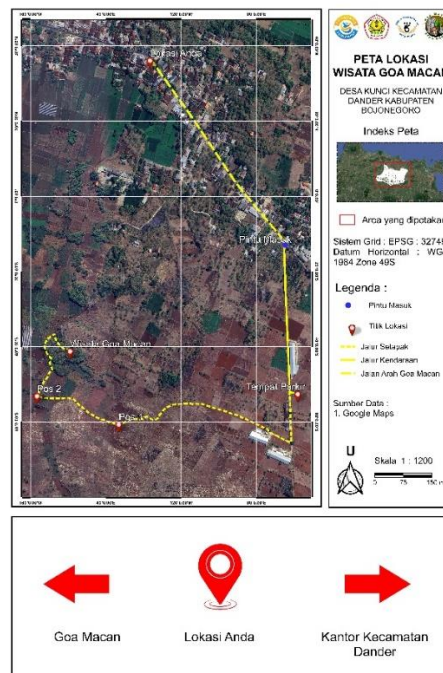 PETA LOKASI
WISATA GOA MACAN
DESA KUNCI KECAMATAN
DANDER KABUPATEN
BOJONEGORO
Indeks Peta
Area yang dipetakan
Sistem Grid : EPSG : 32749
Datum Horizontal : WGS
1984 Zone 49S
Legenda :
Pintu Masuk
Titik Lokasi
Jalur Setapak
Jalur Kendaraan
Jalan Arah Goa Macan
Sumber Data :
1. Google Maps
U
Skala 1 : 1200
0 75 150 m
Lokasi Anda
Pintu Masuk
Wisata Goa Macan
Pos 2
Pos 1
Tempat Parkir
Goa Macan
Lokasi Anda
Kantor Kecamatan
Dander